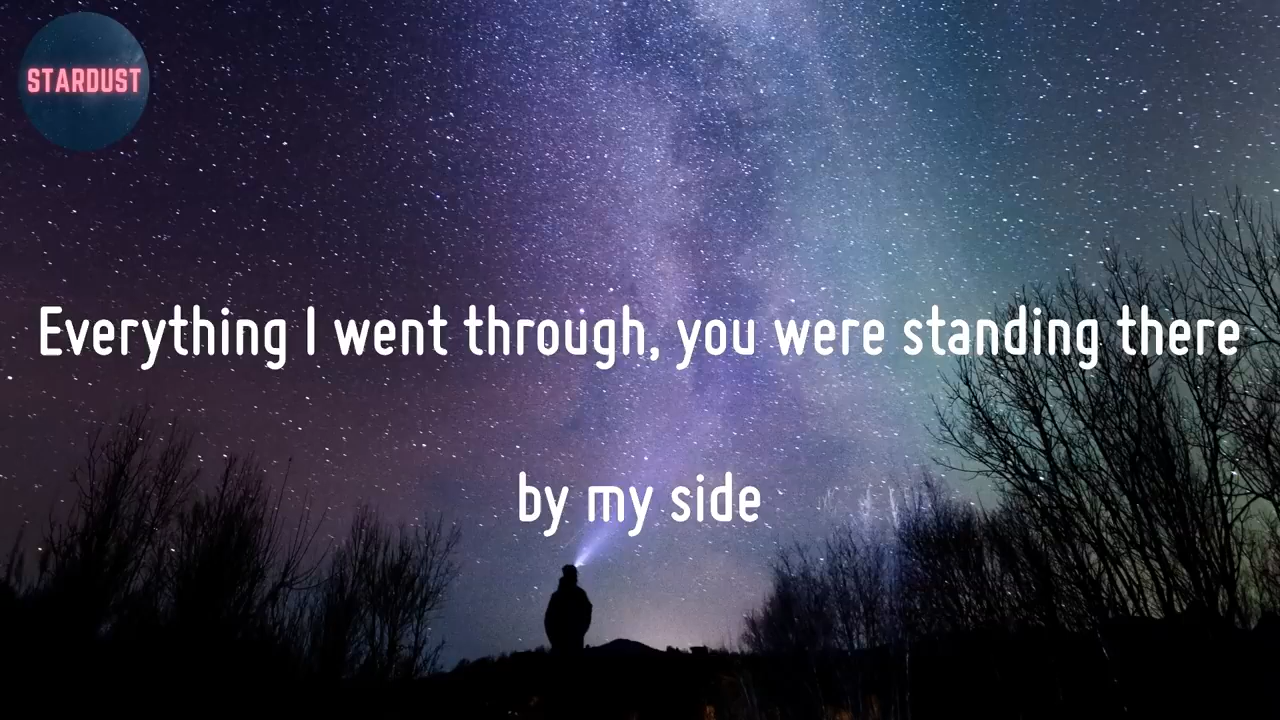 STARDUST
Everything I went through, you were standing there
by my side